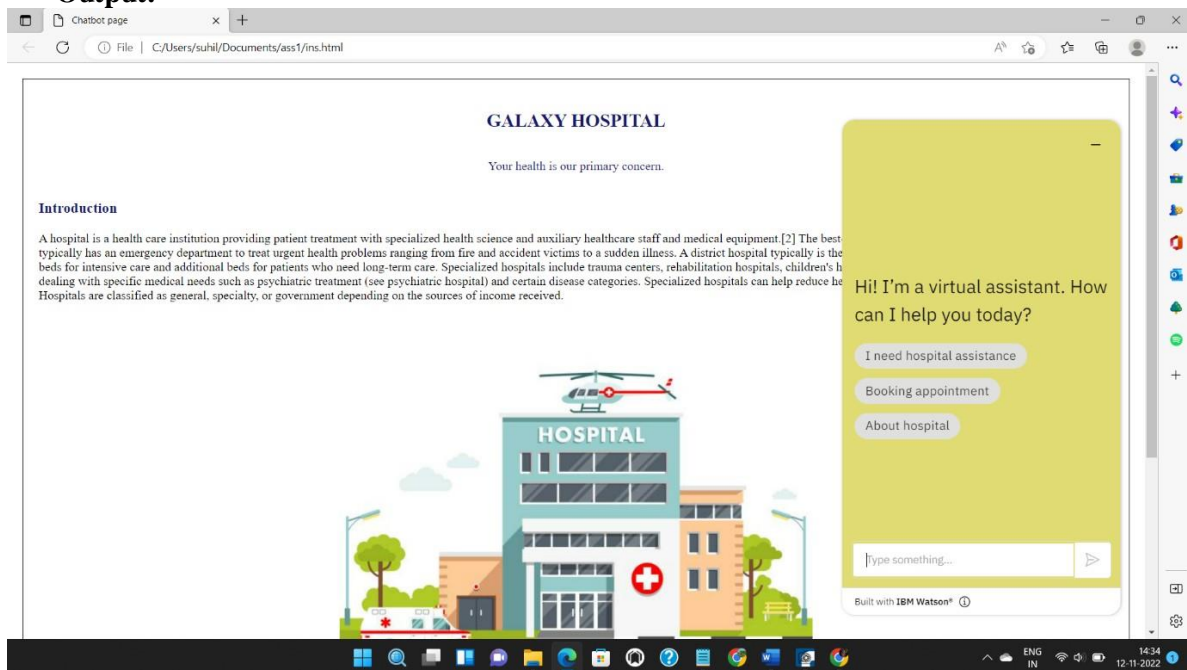 Output:
Chatbot page
File | C:/Users/suhil/Documents/ass1/ins.html
GALAXY HOSPITAL
Your health is our primary concern.
Introduction
A hospital is a health care institution providing patient treatment with specialized health science and auxiliary healthcare staff and medical equipment.[2] The best
typically has an emergency department to treat urgent health problems ranging from fire and accident victims to a sudden illness. A district hospital typically is the
beds for intensive care and additional beds for patients who need long-term care. Specialized hospitals include trauma centers, rehabilitation hospitals, children's h
dealing with specific medical needs such as psychiatric treatment (see psychiatric hospital) and certain disease categories. Specialized hospitals can help reduce he
Hospitals are classified as general, specialty, or government depending on the sources of income received.
HOSPITAL
Hi! I'm a virtual assistant. How
can I help you today?
I need hospital assistance
Booking appointment
About hospital
Type something...
Built with IBM Watson®
ENG
IN
14:34
12-11-2022
1